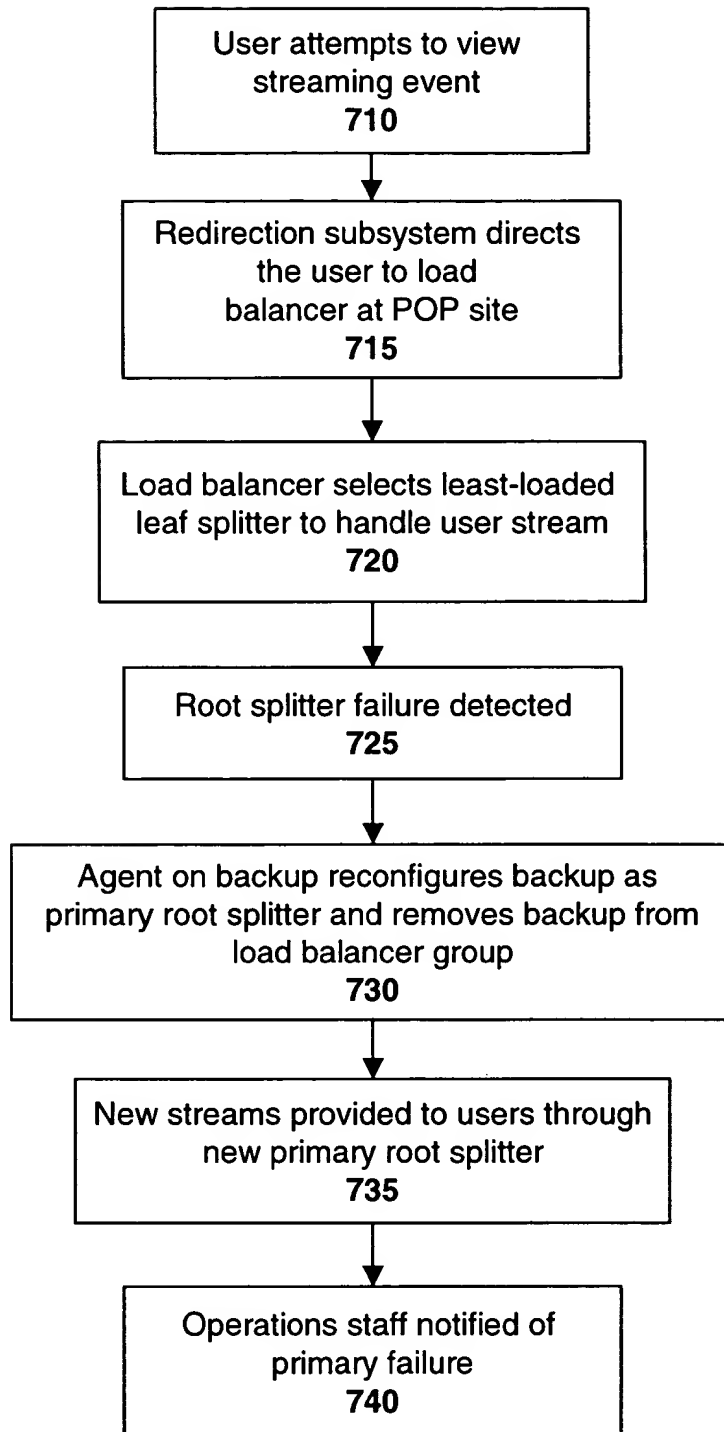 User attempts to view
streaming event
710
Redirection subsystem directs
the user to load
balancer at POP site
715
Load balancer selects least-loaded
leaf splitter to handle user stream
720
Root splitter failure detected
725
Agent on backup reconfigures backup as
primary root splitter and removes backup from
load balancer group
730
New streams provided to users through
new primary root splitter
735
Operations staff notified of
primary failure
740